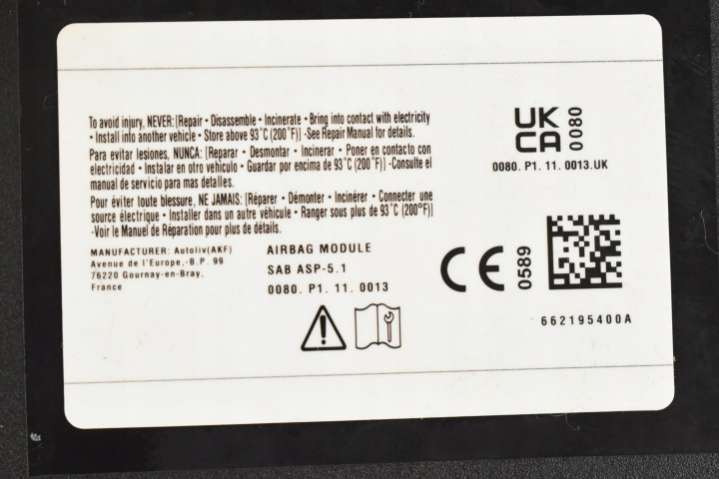 To avoid injury, NEVER: [Repair • Disassemble • Incinerate • Bring into contact with electricity
• Install into another vehicle • Store above 93°C (200°F)] -See Repair Manual for details.
Para evitar lesiones, NUNCA: [Reparar • Desmontar • Incinerar • Poner en contacto con
electricidad • Instalar en otro vehículo • Guardar por encima de 93°C (200°F)] -Consulte el
manual de servicio para mas detalles.
Pour éviter toute blessure, NE JAMAIS: [Réparer • Démonter • Incinérer • Connecter une
source électrique • Installer dans un autre véhicule • Ranger sous plus de 93°C (200°F)]
-Voir le Manuel de Réparation pour plus de détails.
MANUFACTURER: Autoliv(AKF)
Avenue de l'Europe,-B.P. 99
76220 Gournay-en-Bray,
France
AIRBAG MODULE
SAB ASP-5.1
0080. P1. 11. 0013
UK
CA
0080
0080. P1. 11. 0013.UK
CE
0589
662195400A